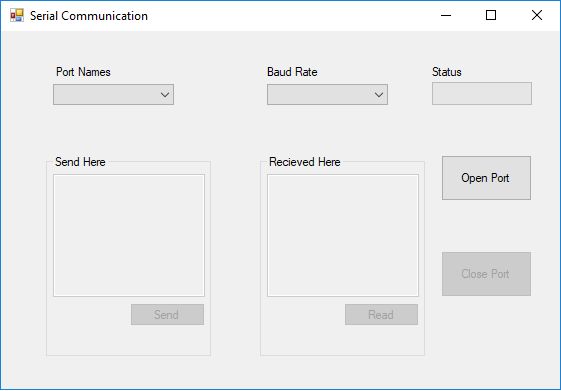 Serial Communication
Port Names
Baud Rate
Status
Send Here
Recieved Here
Open Port
Close Port
Send
Read